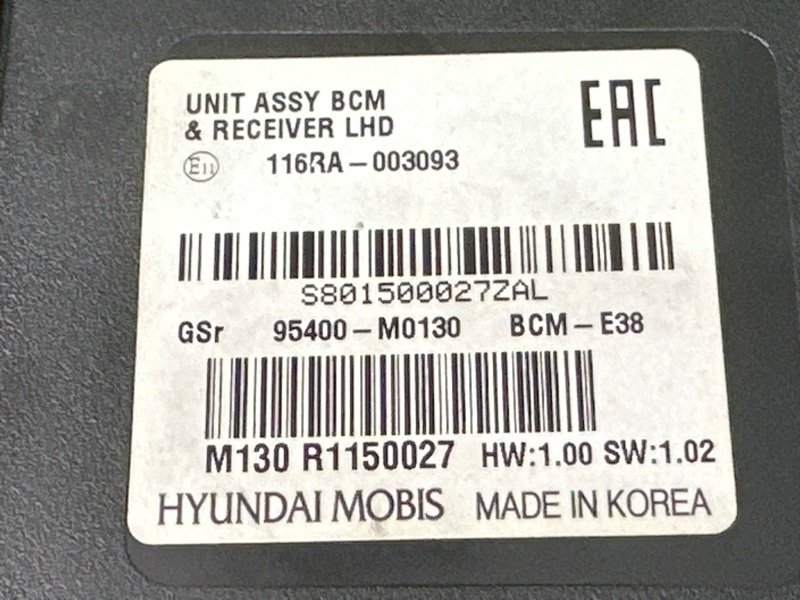 UNIT ASSY BCM
& RECEIVER LHD
EAC
E11 116RA-003093
S801500027ZAL
GSr 95400-M0130 BCM-E38
M130 R1150027 HW:1.00 SW:1.02
HYUNDAI MOBIS MADE IN KOREA